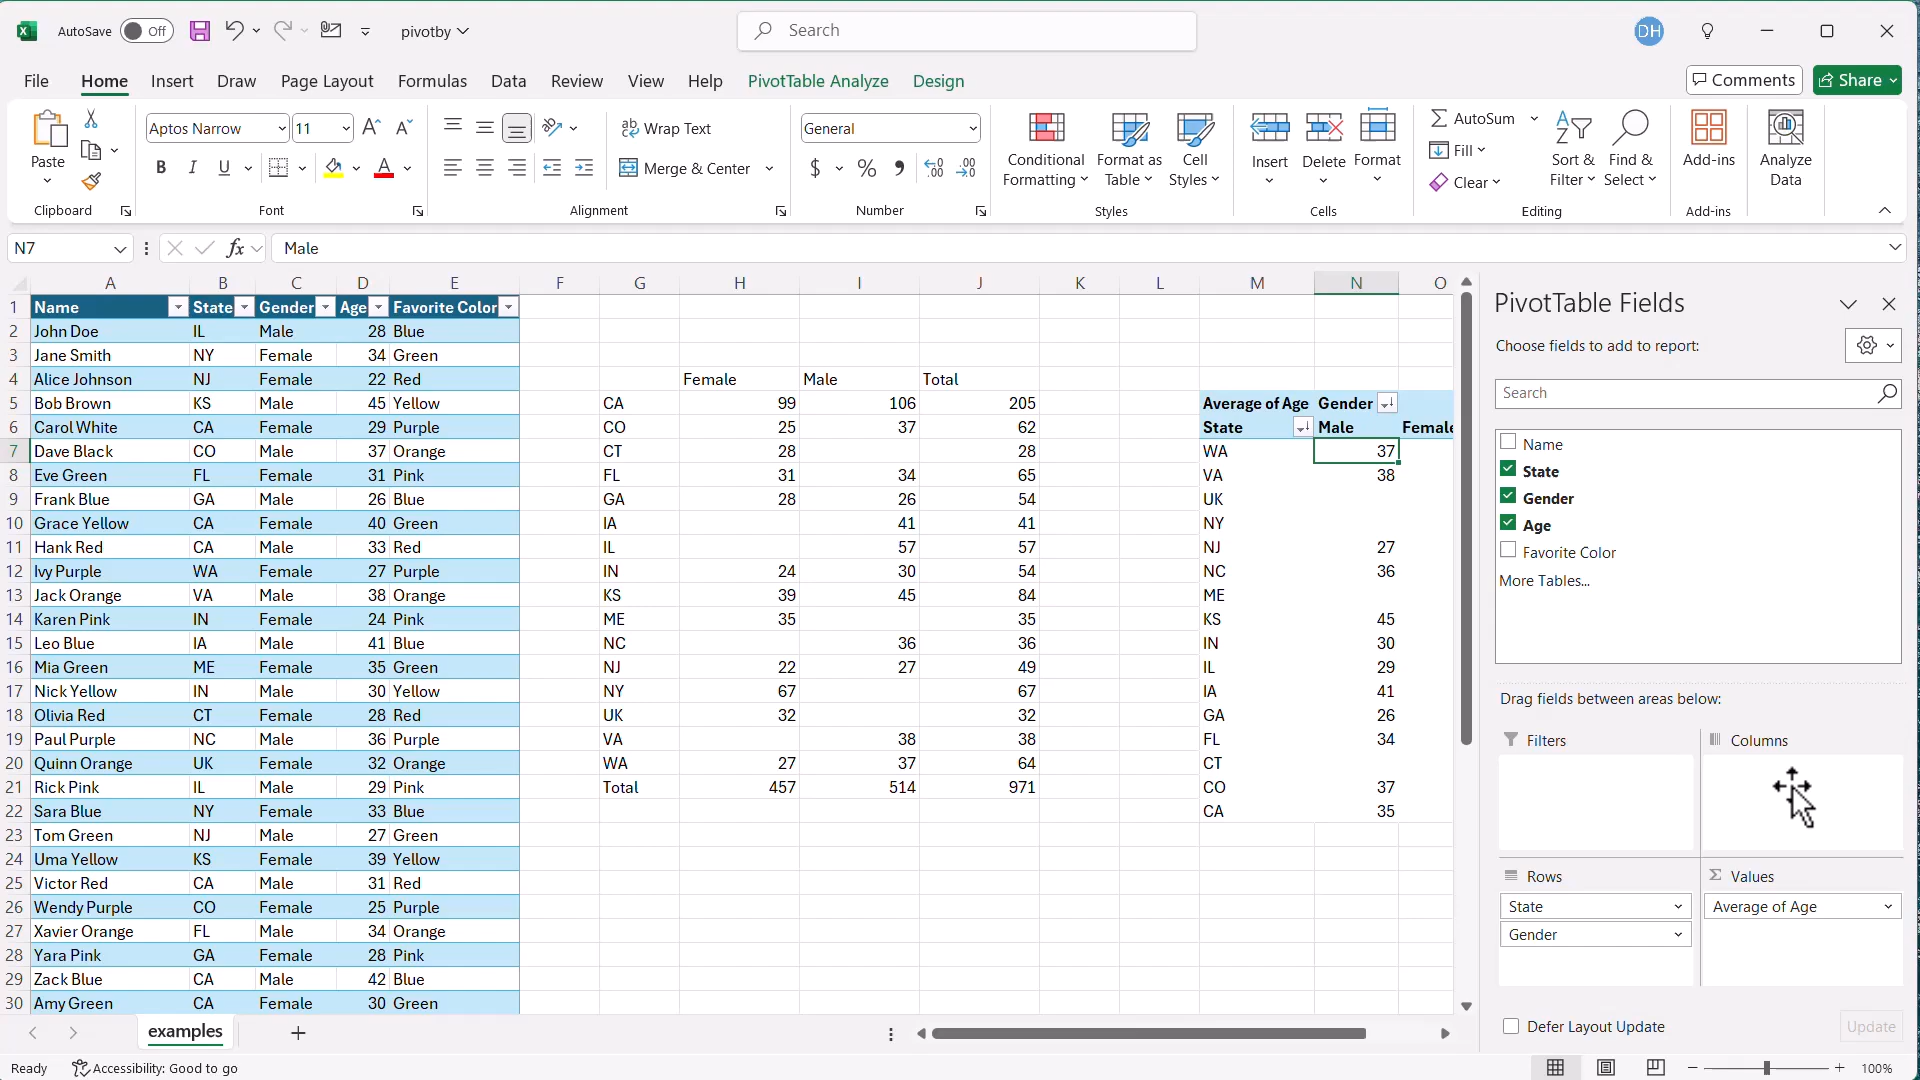 AutoSave Off pivotby Search DH
File Home Insert Draw Page Layout Formulas Data Review View Help PivotTable Analyze Design Comments Share
Paste Aptos Narrow 11 Wrap Text General Conditional Formatting Format as Table Cell Styles Insert Delete Format AutoSum Sort & Filter Find & Select Add-ins Analyze Data
B I U Merge & Center $ % Fill
Clear
Clipboard Font Alignment Number Styles Cells Editing Add-ins
N7 fx Male
A B C D E F G H I J K L M N O
1 Name State Gender Age Favorite Color
2 John Doe IL Male 28 Blue
3 Jane Smith NY Female 34 Green
4 Alice Johnson NJ Female 22 Red Female Male Total
5 Bob Brown KS Male 45 Yellow CA 99 106 205 Average of Age Gender
6 Carol White CA Female 29 Purple CO 25 37 62 State Male Female
7 Dave Black CO Male 37 Orange CT 28 28 WA 37
8 Eve Green FL Female 31 Pink FL 31 34 65 VA 38
9 Frank Blue GA Male 26 Blue GA 28 26 54 UK
10 Grace Yellow CA Female 40 Green IA 41 41 NY
11 Hank Red CA Male 33 Red IL 57 57 NJ 27
12 Ivy Purple WA Female 27 Purple IN 24 30 54 NC 36
13 Jack Orange VA Male 38 Orange KS 39 45 84 ME
14 Karen Pink IN Female 24 Pink ME 35 35 KS 45
15 Leo Blue IA Male 41 Blue NC 36 36 IN 30
16 Mia Green ME Female 35 Green NJ 22 27 49 IL 29
17 Nick Yellow IN Male 30 Yellow NY 67 67 IA 41
18 Olivia Red CT Female 28 Red UK 32 32 GA 26
19 Paul Purple NC Male 36 Purple VA 38 38 FL 34
20 Quinn Orange UK Female 32 Orange WA 27 37 64 CT
21 Rick Pink IL Male 29 Pink Total 457 514 971 CO 37
22 Sara Blue NY Female 33 Blue CA 35
23 Tom Green NJ Male 27 Green
24 Uma Yellow KS Female 39 Yellow
25 Victor Red CA Male 31 Red
26 Wendy Purple CO Female 25 Purple
27 Xavier Orange FL Male 34 Orange
28 Yara Pink GA Female 28 Pink
29 Zack Blue CA Male 42 Blue
30 Amy Green CA Female 30 Green
PivotTable Fields
Choose fields to add to report:
Search
Name
State
Gender
Age
Favorite Color
More Tables...
Drag fields between areas below:
Filters Columns
Rows Values
State Average of Age
Gender
Defer Layout Update Update
examples
Ready Accessibility: Good to go 100%